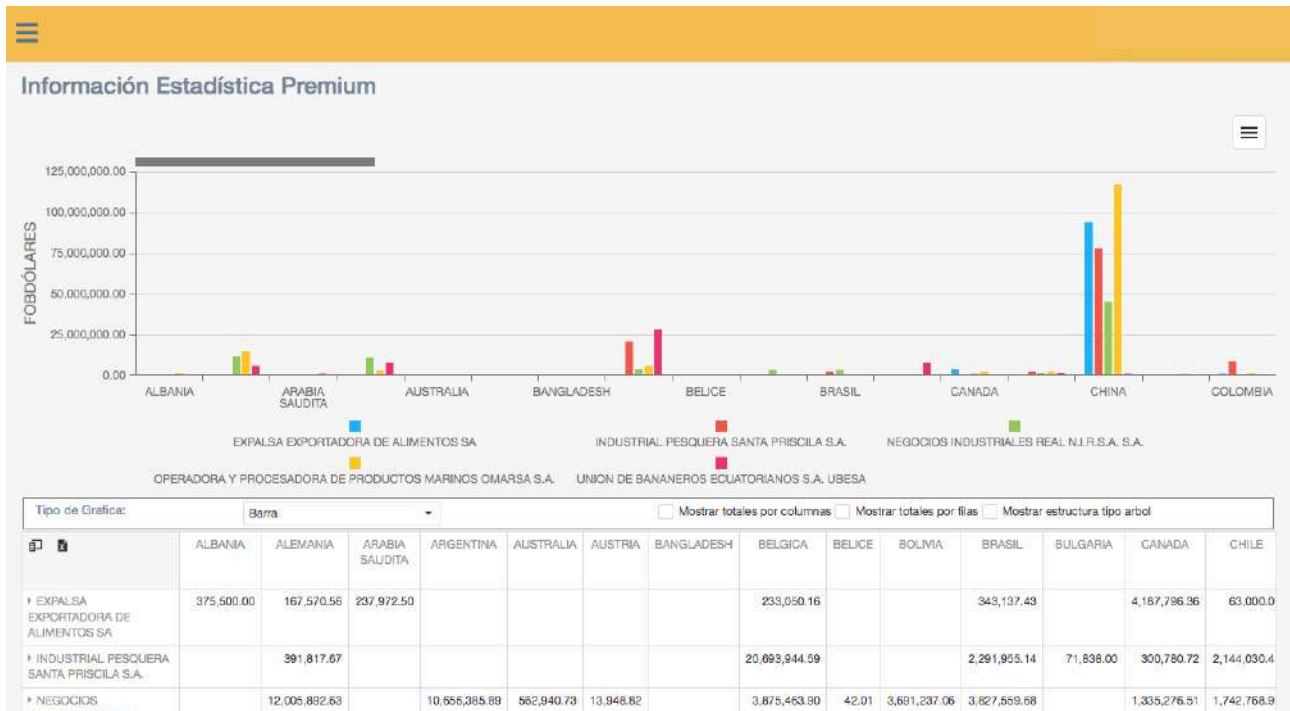 Información Estadística Premium
125,000,000.00
100,000,000.00
75,000,000.00
50,000,000.00
25,000,000.00
0.00
FOBDÓLARES
ALBANIA
ARABIA SAUDITA
AUSTRALIA
BANGLADESH
BELICE
BRASIL
CANADA
CHINA
COLOMBIA
EXPALSA EXPORTADORA DE ALIMENTOS SA
INDUSTRIAL PESQUERA SANTA PRISCILA S.A.
NEGOCIOS INDUSTRIALES REAL N.I.R.S.A. S.A.
OPERADORA Y PROCESADORA DE PRODUCTOS MARINOS OMARSA S.A.
UNION DE BANANEROS ECUATORIANOS S.A. UBESA
Tipo de Grafica: Barra Mostrar totales por columnas Mostrar totales por filas Mostrar estructura tipo arbol
ALBANIA ALEMANIA ARABIA SAUDITA ARGENTINA AUSTRALIA AUSTRIA BANGLADESH BELGICA BELICE BOLIVIA BRASIL BULGARIA CANADA CHILE
EXPALSA EXPORTADORA DE ALIMENTOS SA 375,500.00 167,570.56 237,972.50 233,050.16 343,137.43 4,187,796.36 63,000.0
INDUSTRIAL PESQUERA SANTA PRISCILA S.A. 391,817.67 20,693,944.59 2,291,955.14 71,838.00 300,780.72 2,144,030.4
NEGOCIOS 12,005,892.63 10,656,385.89 562,940.73 13,948.82 3,875,463.90 42.01 3,691,237.06 3,827,559.68 1,335,276.51 1,742,768.9